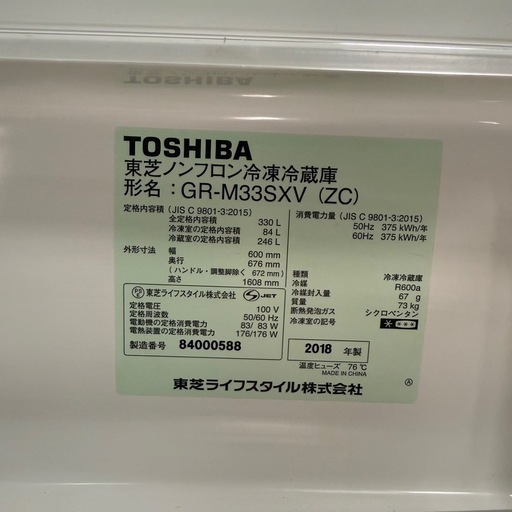 TOSHIBA
東芝ノンフロン冷凍冷蔵庫
形名：GR-M33SXV (ZC)
定格内容積 (JIS C 9801-3:2015)
全定格内容積 330 L
冷凍室の定格内容積 84 L
冷蔵室の定格内容積 246 L
外形寸法 幅 600 mm
奥行 676 mm
(ハンドル・調整脚除く 672 mm)
高さ 1608 mm
消費電力量 (JIS C 9801-3:2015)
50Hz 375 kWh/年
60Hz 375 kWh/年
種類 冷凍冷蔵庫
冷媒 R600a
冷媒封入量 67 g
質量 73 kg
断熱発泡ガス シクロペンタン
冷凍室の記号
PS E 東芝ライフスタイル株式会社 JET
定格電圧 100 V
定格周波数 50/60 Hz
電動機の定格消費電力 83/ 83 W
電熱装置の定格消費電力 176/176 W
製造番号 84000588
2018 年製
温度ヒューズ 76℃
MADE IN CHINA
東芝ライフスタイル株式会社 Ⓐ